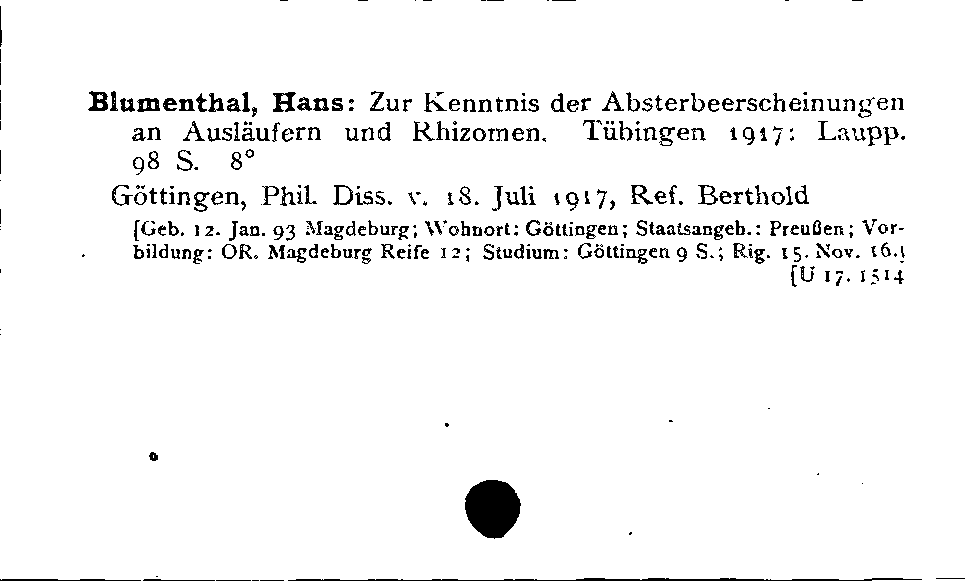 Blumenthal, Hans: Zur Kenntnis der Absterbeerscheinungen
an Ausläufern und Rhizomen. Tübingen 1917: Laupp.
98 S. 8°
Göttingen, Phil. Diss. v. 18. Juli 1917, Ref. Berthold
[Geb. 12. Jan. 93 Magdeburg; Wohnort: Göttingen; Staatsangeh.: Preußen; Vor-
bildung: OR. Magdeburg Reife 12; Studium: Göttingen 9 S.; Rig. 15. Nov. 16.]
[U 17. 1514